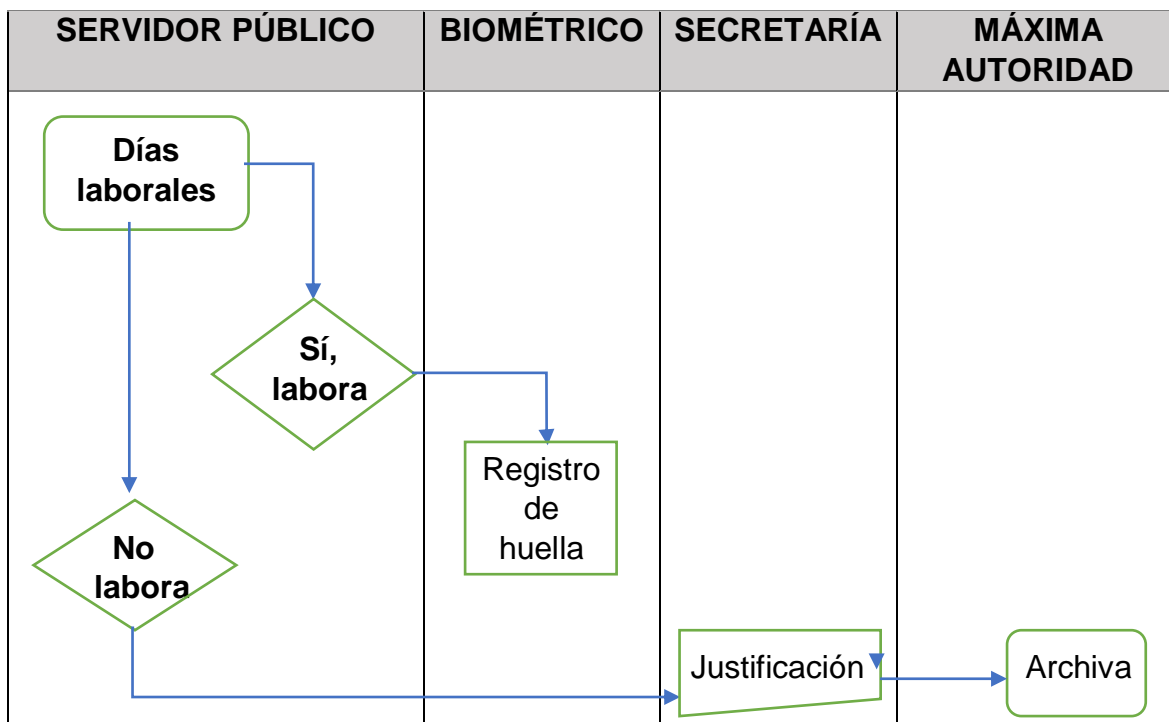 SERVIDOR PÚBLICO
BIOMÉTRICO
SECRETARÍA
MÁXIMA
AUTORIDAD
Días
laborales
Sí,
labora
Registro
de
huella
No
labora
Justificación
Archiva